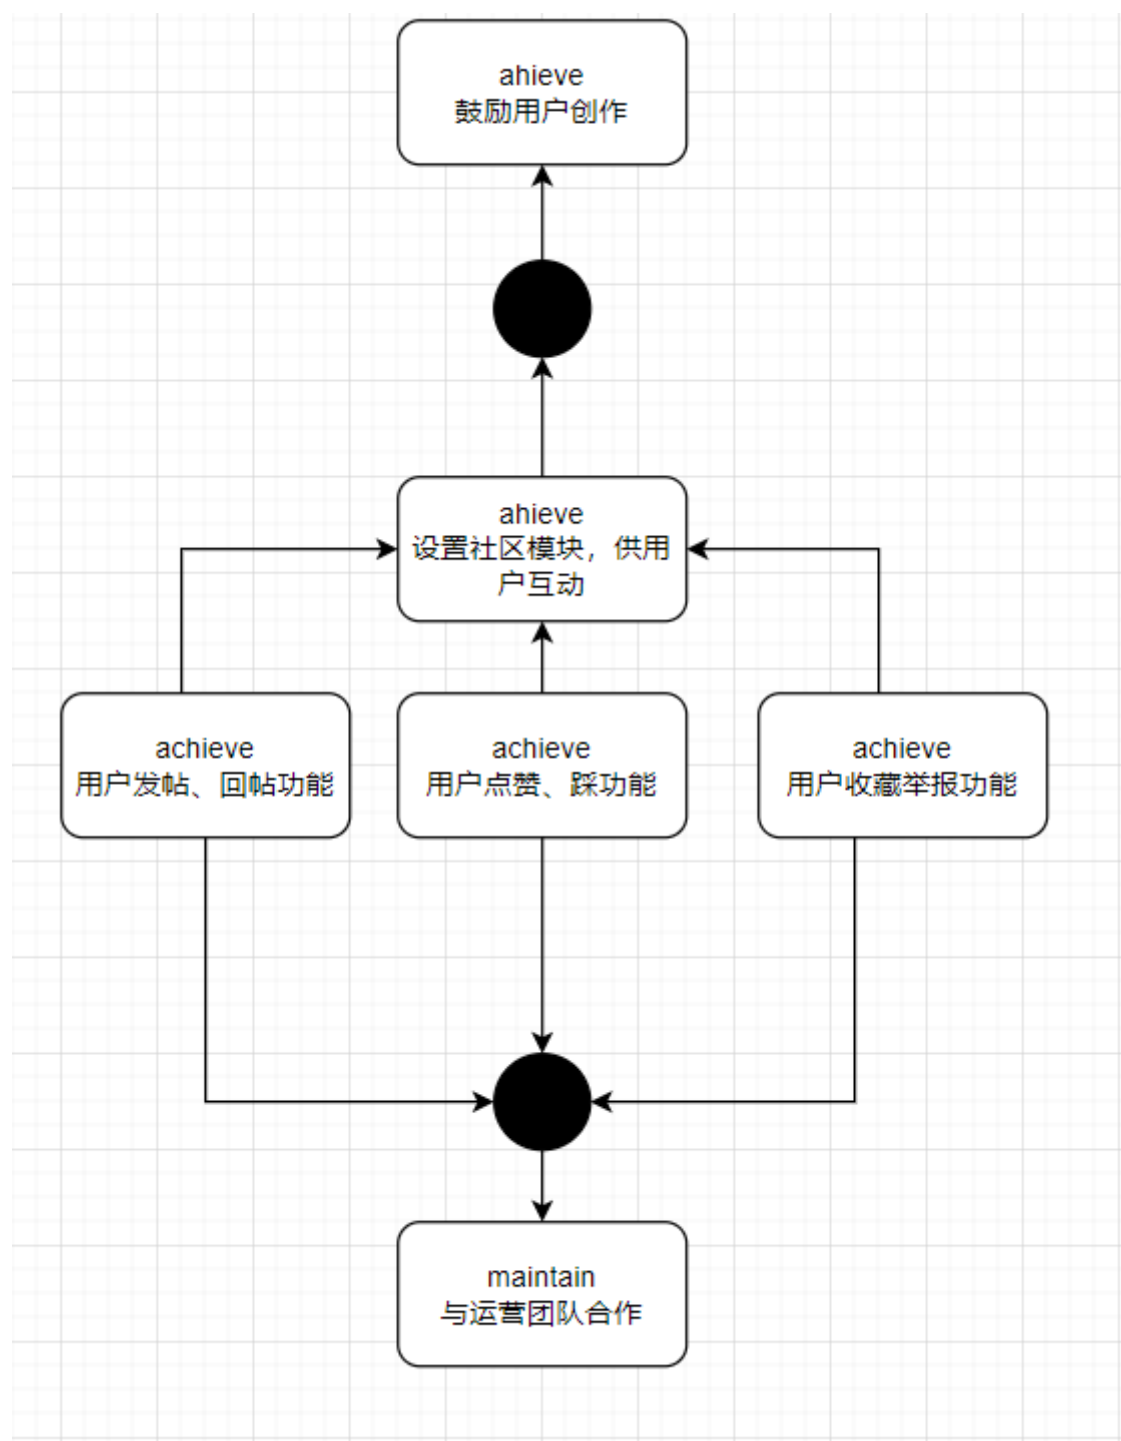 ahieve
鼓励用户创作
ahieve
设置社区模块，供用
户互动
achieve
用户发帖、回帖功能
achieve
用户点赞、踩功能
achieve
用户收藏举报功能
maintain
与运营团队合作